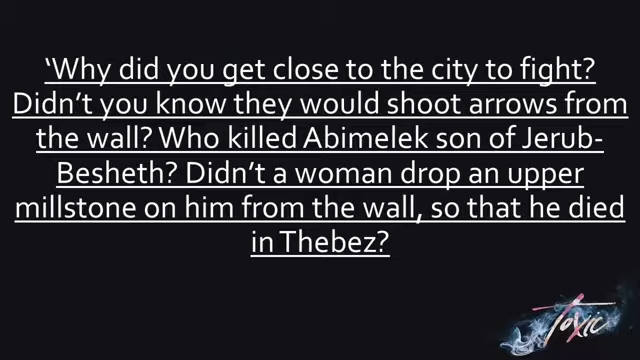 ‘Why did you get close to the city to fight?
Didn’t you know they would shoot arrows from
the wall? Who killed Abimelek son of Jerub-
Besheth? Didn’t a woman drop an upper
millstone on him from the wall, so that he died
in Thebez?
Toxic